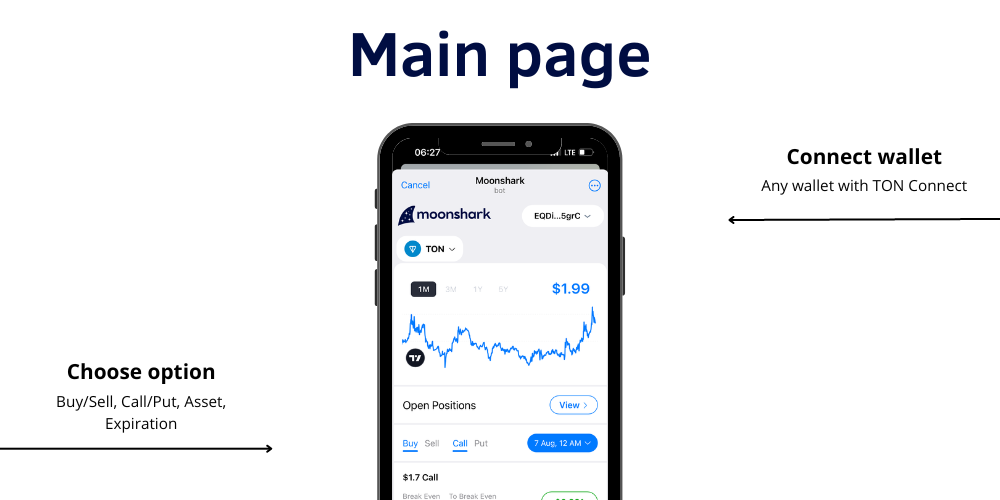 Main page
06:27 LTE
Cancel Moonshark
bot
moonshark EQDi...5grC
TON
1M 3M 1Y 5Y $1.99
Open Positions View
Buy Sell Call Put 7 Aug, 12 AM
$1.7 Call
Break Even To Break Even
Connect wallet
Any wallet with TON Connect
Choose option
Buy/Sell, Call/Put, Asset,
Expiration